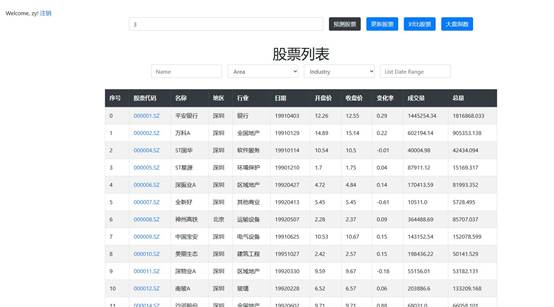 Welcome, zy! 注销
3 预测股票 更新股票 对比股票 大盘指数
股票列表
Name Area Industry List Date Range
序号 股票代码 名称 地区 行业 日期 开盘价 收盘价 变化率 成交量 总量
0 000001.SZ 平安银行 深圳 银行 19910403 12.26 12.55 0.29 1445254.34 1816868.033
1 000002.SZ 万科A 深圳 全国地产 19910129 14.89 15.14 0.22 602194.14 905353.138
2 000004.SZ ST国华 深圳 软件服务 19910114 10.54 10.5 -0.01 40004.98 42434.094
3 000005.SZ ST星源 深圳 环境保护 19901210 1.7 1.75 0.04 87911.12 15169.317
4 000006.SZ 深振业A 深圳 区域地产 19920427 4.72 4.84 0.14 170413.59 81993.352
5 000007.SZ 全新好 深圳 其他商业 19920413 5.45 5.45 -0.61 10511.0 5728.495
6 000008.SZ 神州高铁 北京 运输设备 19920507 2.28 2.37 0.09 364488.69 85707.037
7 000009.SZ 中国宝安 深圳 电气设备 19910625 10.53 10.67 0.15 143152.54 152078.599
8 000010.SZ 美丽生态 深圳 建筑工程 19951027 2.42 2.57 0.15 198436.22 50141.529
9 000011.SZ 深物业A 深圳 区域地产 19920330 9.59 9.67 -0.18 55156.01 53182.131
10 000012.SZ 南玻A 深圳 玻璃 19920228 6.52 6.57 0.06 203886.6 133209.168
11 000014.SZ 沙河股份 深圳 全国地产 19920602 9.71 9.71 0.88 68031.0 66058.101